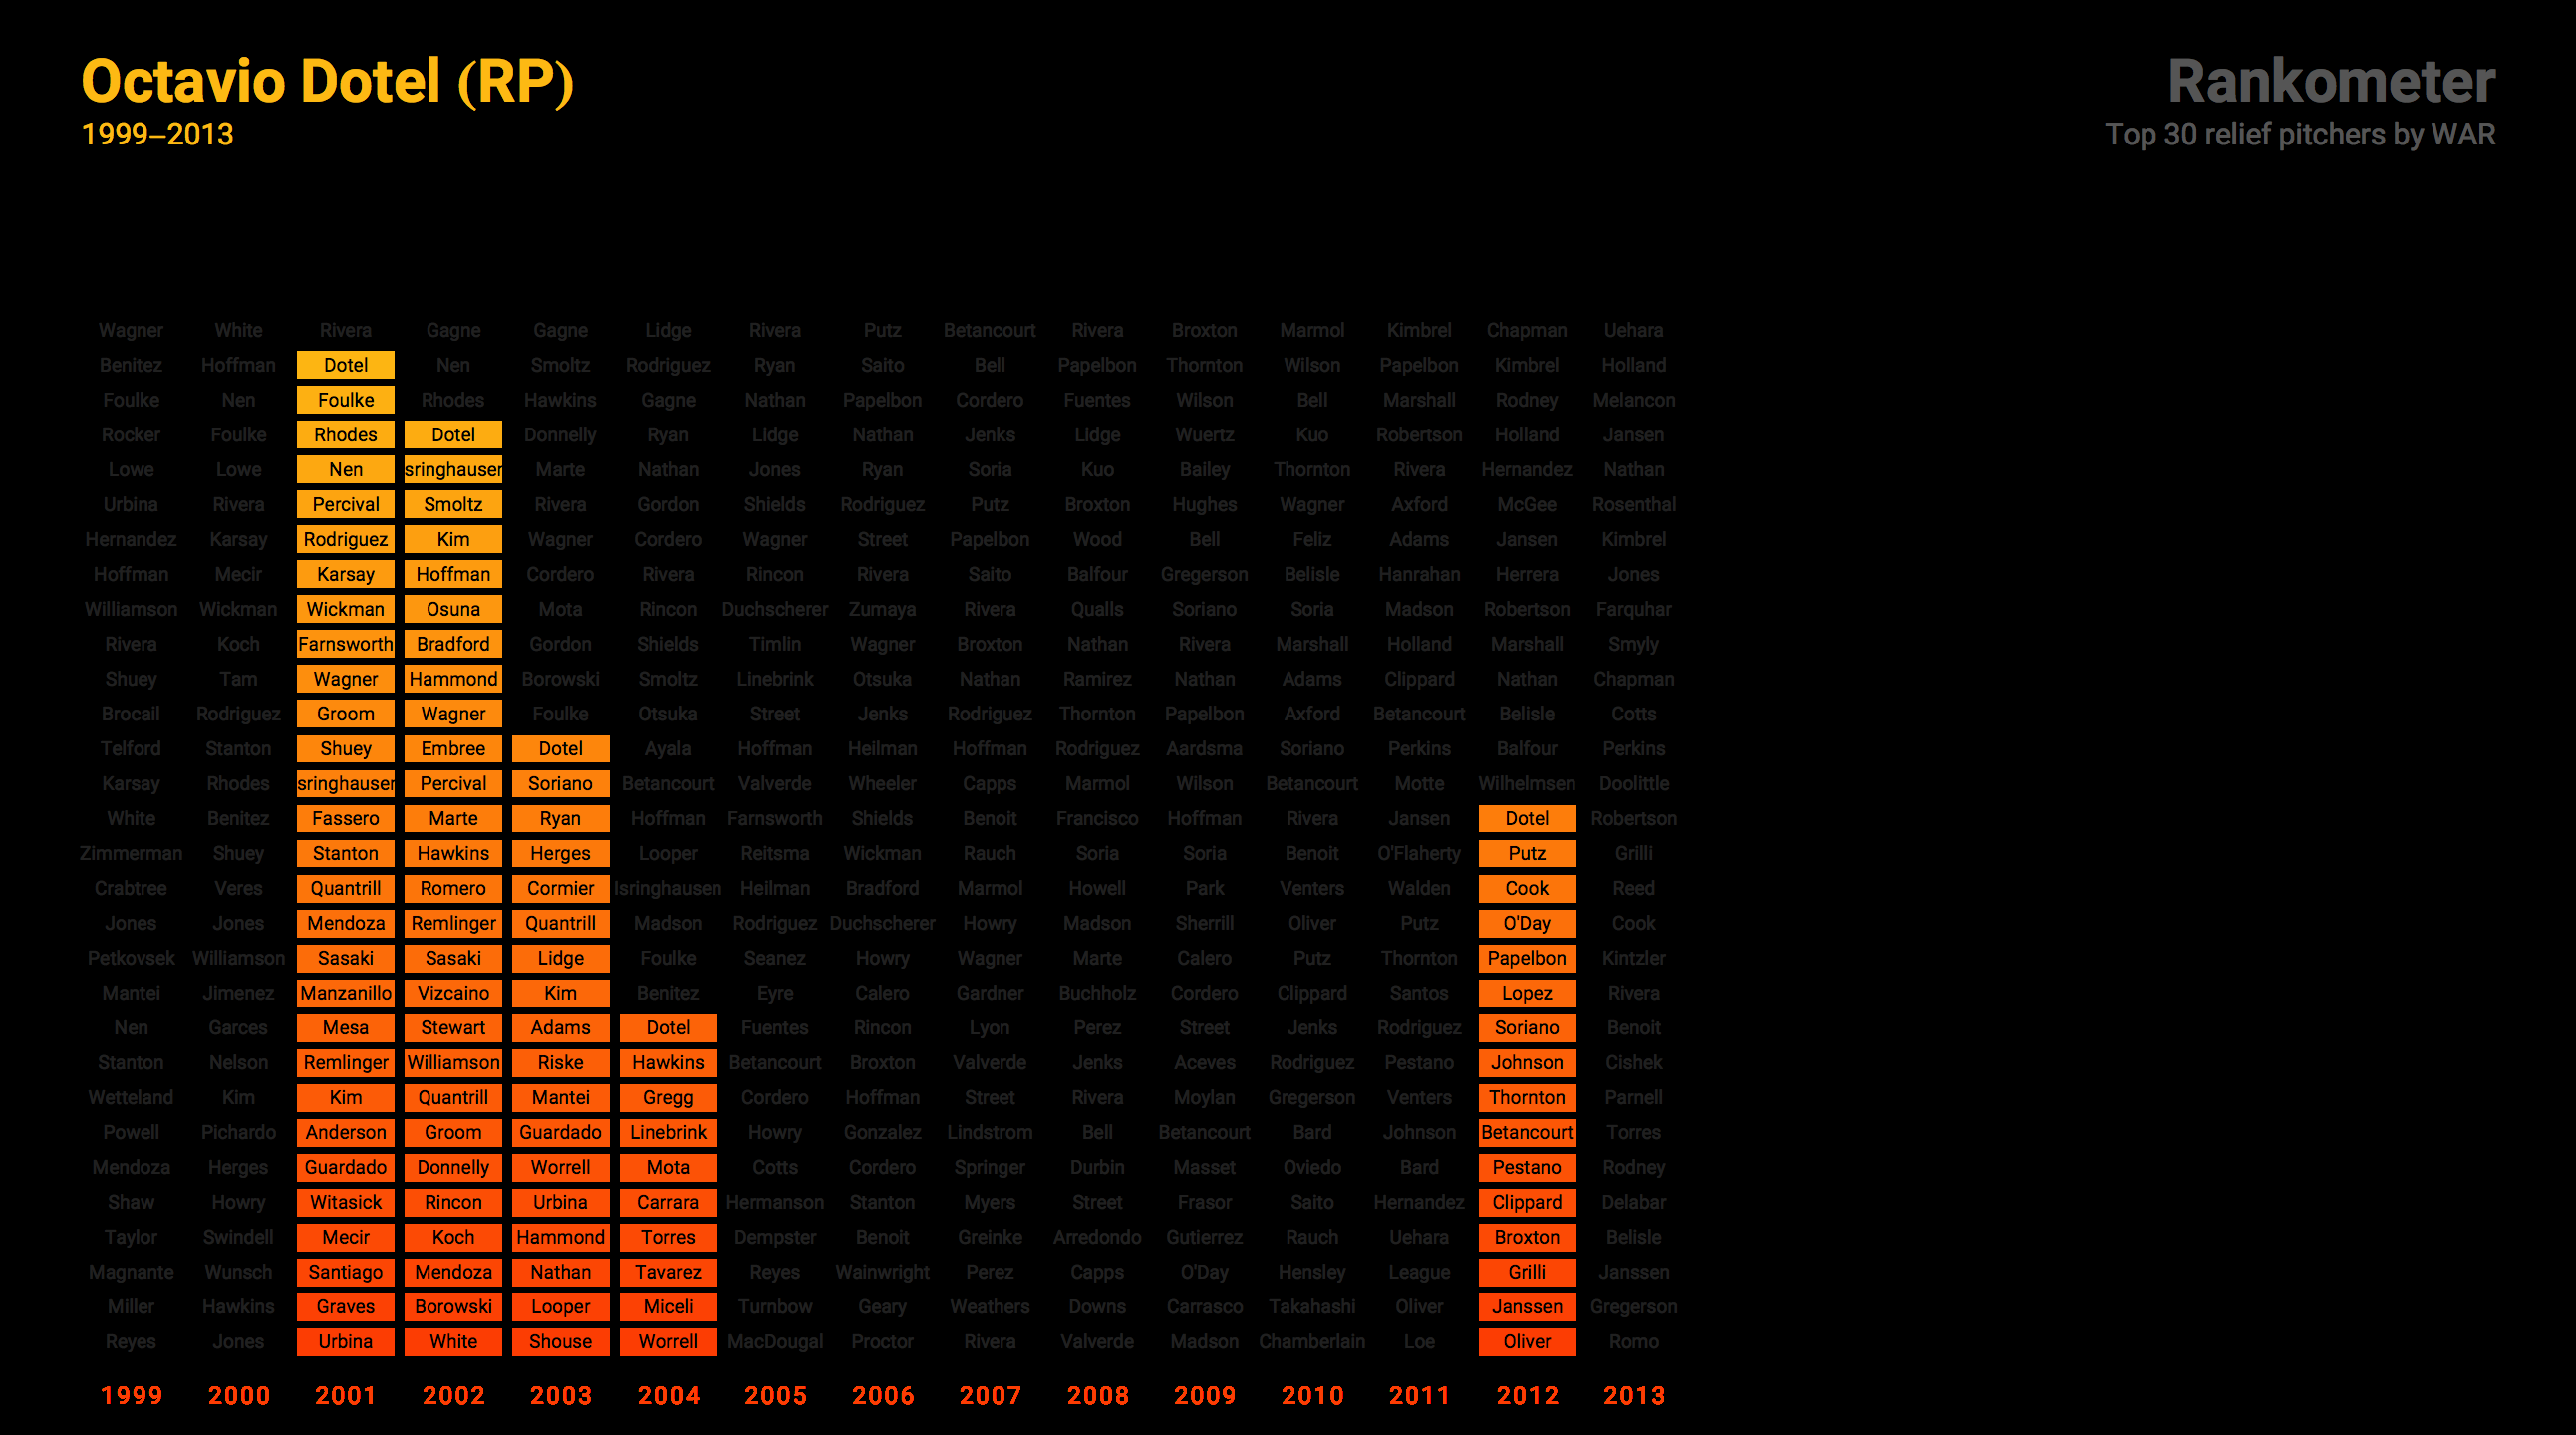 Octavio Dotel (RP)
1999–2013
Rankometer
Top 30 relief pitchers by WAR
Wagner White Rivera Gagne Gagne Lidge Rivera Putz Betancourt Rivera Broxton Marmol Kimbrel Chapman Uehara
Benitez Hoffman Dotel Nen Smoltz Rodriguez Ryan Saito Bell Papelbon Thornton Wilson Papelbon Kimbrel Holland
Foulke Nen Foulke Rhodes Hawkins Gagne Nathan Papelbon Cordero Fuentes Wilson Bell Marshall Rodney Melancon
Rocker Foulke Rhodes Dotel Donnelly Ryan Lidge Nathan Jenks Lidge Wuertz Kuo Robertson Holland Jansen
Lowe Lowe Nen sringhauser Marte Nathan Jones Ryan Soria Kuo Bailey Thornton Rivera Hernandez Nathan
Urbina Rivera Percival Smoltz Rivera Gordon Shields Rodriguez Putz Broxton Hughes Wagner Axford McGee Rosenthal
Hernandez Karsay Rodriguez Kim Wagner Cordero Wagner Street Papelbon Wood Bell Feliz Adams Jansen Kimbrel
Hoffman Mecir Karsay Hoffman Cordero Rivera Rincon Rivera Saito Balfour Gregerson Belisle Hanrahan Herrera Jones
Williamson Wickman Wickman Osuna Mota Rincon Duchscherer Zumaya Rivera Qualls Soriano Soria Madson Robertson Farquhar
Rivera Koch Farnsworth Bradford Gordon Shields Timlin Wagner Broxton Nathan Rivera Marshall Holland Marshall Smyly
Shuey Tam Wagner Hammond Borowski Smoltz Linebrink Otsuka Nathan Ramirez Nathan Adams Clippard Nathan Chapman
Brocail Rodriguez Groom Wagner Foulke Otsuka Street Jenks Rodriguez Thornton Papelbon Axford Betancourt Belisle Cotts
Telford Stanton Shuey Embree Dotel Ayala Hoffman Heilman Hoffman Rodriguez Aardsma Soriano Perkins Balfour Perkins
Karsay Rhodes sringhauser Percival Soriano Betancourt Valverde Wheeler Capps Marmol Wilson Betancourt Motte Wilhelmsen Doolittle
White Benitez Fassero Marte Ryan Hoffman Farnsworth Shields Benoit Francisco Hoffman Rivera Jansen Dotel Robertson
Zimmerman Shuey Stanton Hawkins Herges Looper Reitsma Wickman Rauch Soria Soria Benoit O'Flaherty Putz Grilli
Crabtree Veres Quantrill Romero Cormier Isringhausen Heilman Bradford Marmol Howell Park Venters Walden Cook Reed
Jones Jones Mendoza Remlinger Quantrill Madson Rodriguez Duchscherer Howry Madson Sherrill Oliver Putz O'Day Cook
Petkovsek Williamson Sasaki Sasaki Lidge Foulke Seanez Howry Wagner Marte Calero Putz Thornton Papelbon Kintzler
Mantei Jimenez Manzanillo Vizcaino Kim Benitez Eyre Calero Gardner Buchholz Cordero Clippard Santos Lopez Rivera
Nen Garces Mesa Stewart Adams Dotel Fuentes Rincon Lyon Perez Street Jenks Rodriguez Soriano Benoit
Stanton Nelson Remlinger Williamson Riske Hawkins Betancourt Broxton Valverde Jenks Aceves Rodriguez Pestano Johnson Cishek
Wetteland Kim Kim Quantrill Mantei Gregg Cordero Hoffman Street Rivera Moylan Gregerson Venters Thornton Parnell
Powell Pichardo Anderson Groom Guardado Linebrink Howry Gonzalez Lindstrom Bell Betancourt Bard Johnson Betancourt Torres
Mendoza Herges Guardado Donnelly Worrell Mota Cotts Cordero Springer Durbin Masset Oviedo Bard Pestano Rodney
Shaw Howry Witasick Rincon Urbina Carrara Hermanson Stanton Myers Street Frasor Saito Hernandez Clippard Delabar
Taylor Swindell Mecir Koch Hammond Torres Dempster Benoit Greinke Arredondo Gutierrez Rauch Uehara Broxton Belisle
Magnante Wunsch Santiago Mendoza Nathan Tavarez Reyes Wainwright Perez Capps O'Day Hensley League Grilli Janssen
Miller Hawkins Graves Borowski Looper Miceli Turnbow Geary Weathers Downs Carrasco Takahashi Oliver Janssen Gregerson
Reyes Jones Urbina White Shouse Worrell MacDougal Proctor Rivera Valverde Madson Chamberlain Loe Oliver Romo
1999 2000 2001 2002 2003 2004 2005 2006 2007 2008 2009 2010 2011 2012 2013